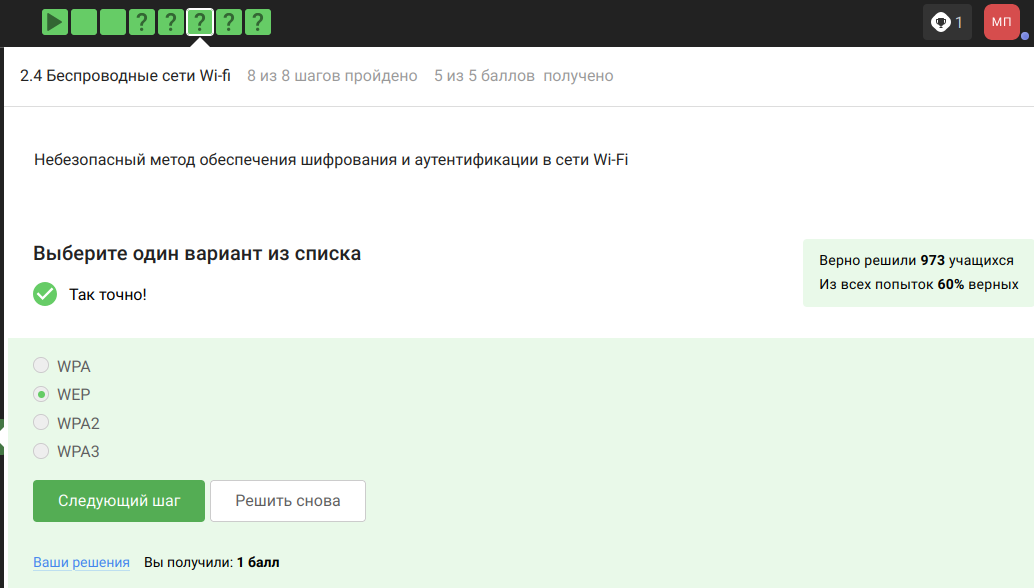 ? ? ? ? ?
1
МП
2.4 Беспроводные сети Wi-fi 8 из 8 шагов пройдено 5 из 5 баллов получено
Небезопасный метод обеспечения шифрования и аутентификации в сети Wi-Fi
Выберите один вариант из списка
Верно решили 973 учащихся
Из всех попыток 60% верных
Так точно!
WPA
WEP
WPA2
WPA3
Следующий шаг Решить снова
Ваши решения Вы получили: 1 балл